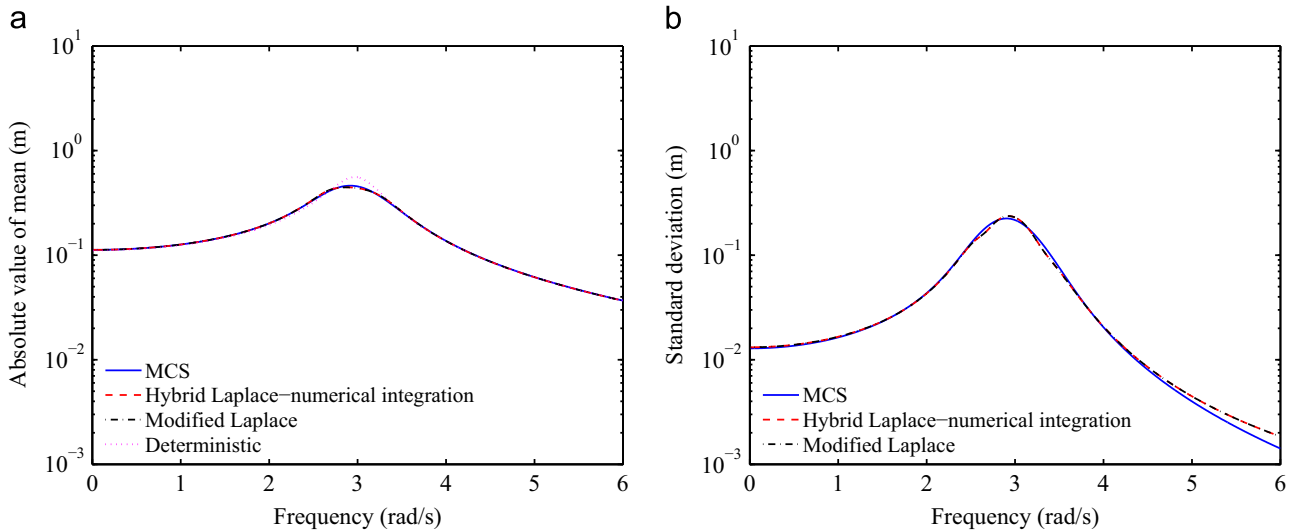 a
10¹
10⁰
10⁻¹
10⁻²
10⁻³
Absolute value of mean (m)
MCS
Hybrid Laplace−numerical integration
Modified Laplace
Deterministic
0 1 2 3 4 5 6
Frequency (rad/s)
b
10¹
10⁰
10⁻¹
10⁻²
10⁻³
Standard deviation (m)
MCS
Hybrid Laplace−numerical integration
Modified Laplace
0 1 2 3 4 5 6
Frequency (rad/s)